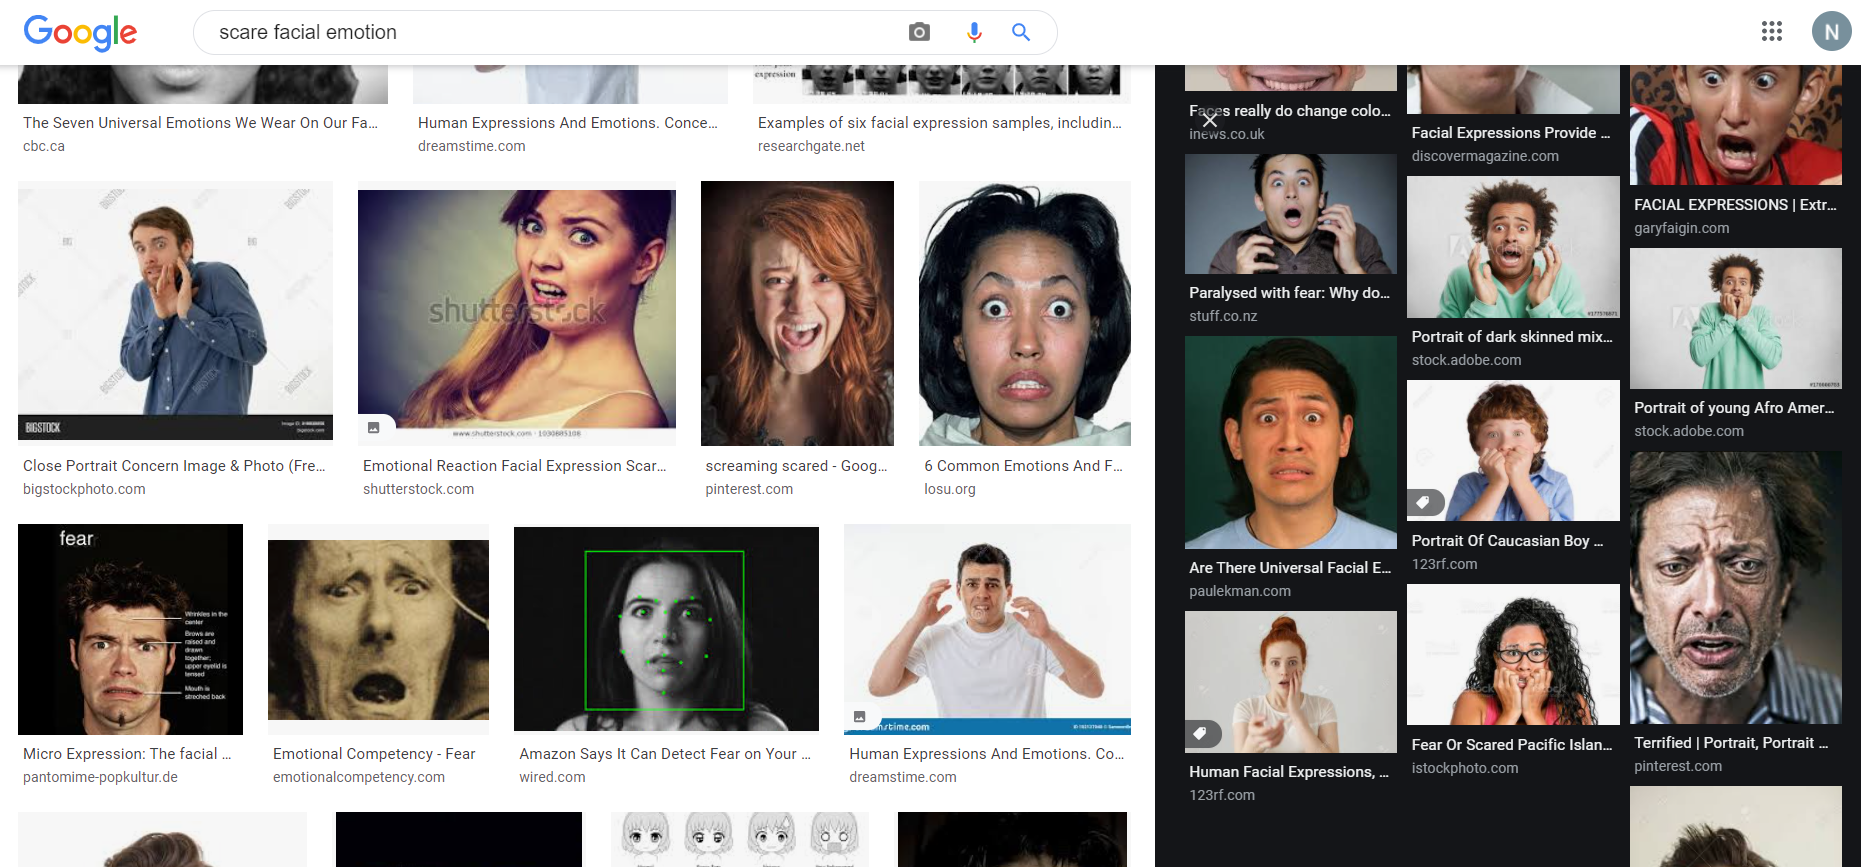 Google
scare facial emotion
N
expression
The Seven Universal Emotions We Wear On Our Fa...
cbc.ca
Human Expressions And Emotions. Conce...
dreamstime.com
Examples of six facial expression samples, includin...
researchgate.net
BIGSTOCK
Close Portrait Concern Image & Photo (Fre...
bigstockphoto.com
shutterstock
www.shutterstock.com · 1030885108
Emotional Reaction Facial Expression Scar...
shutterstock.com
screaming scared - Goog...
pinterest.com
6 Common Emotions And F...
losu.org
fear
Wrinkles in the
center
Brows are
raised and
drawn
together;
upper eyelid is
tensed
Mouth is
streched back
Micro Expression: The facial ...
pantomime-popkultur.de
Emotional Competency - Fear
emotionalcompetency.com
Amazon Says It Can Detect Fear on Your ...
wired.com
Human Expressions And Emotions. Co...
dreamstime.com
Faces really do change colo...
inews.co.uk
Paralysed with fear: Why do...
stuff.co.nz
Are There Universal Facial E...
paulekman.com
Human Facial Expressions, ...
123rf.com
Facial Expressions Provide ...
discovermagazine.com
Portrait of dark skinned mix...
stock.adobe.com
Portrait Of Caucasian Boy ...
123rf.com
Fear Or Scared Pacific Islan...
istockphoto.com
FACIAL EXPRESSIONS | Extr...
garyfaigin.com
Portrait of young Afro Amer...
stock.adobe.com
Terrified | Portrait, Portrait ...
pinterest.com